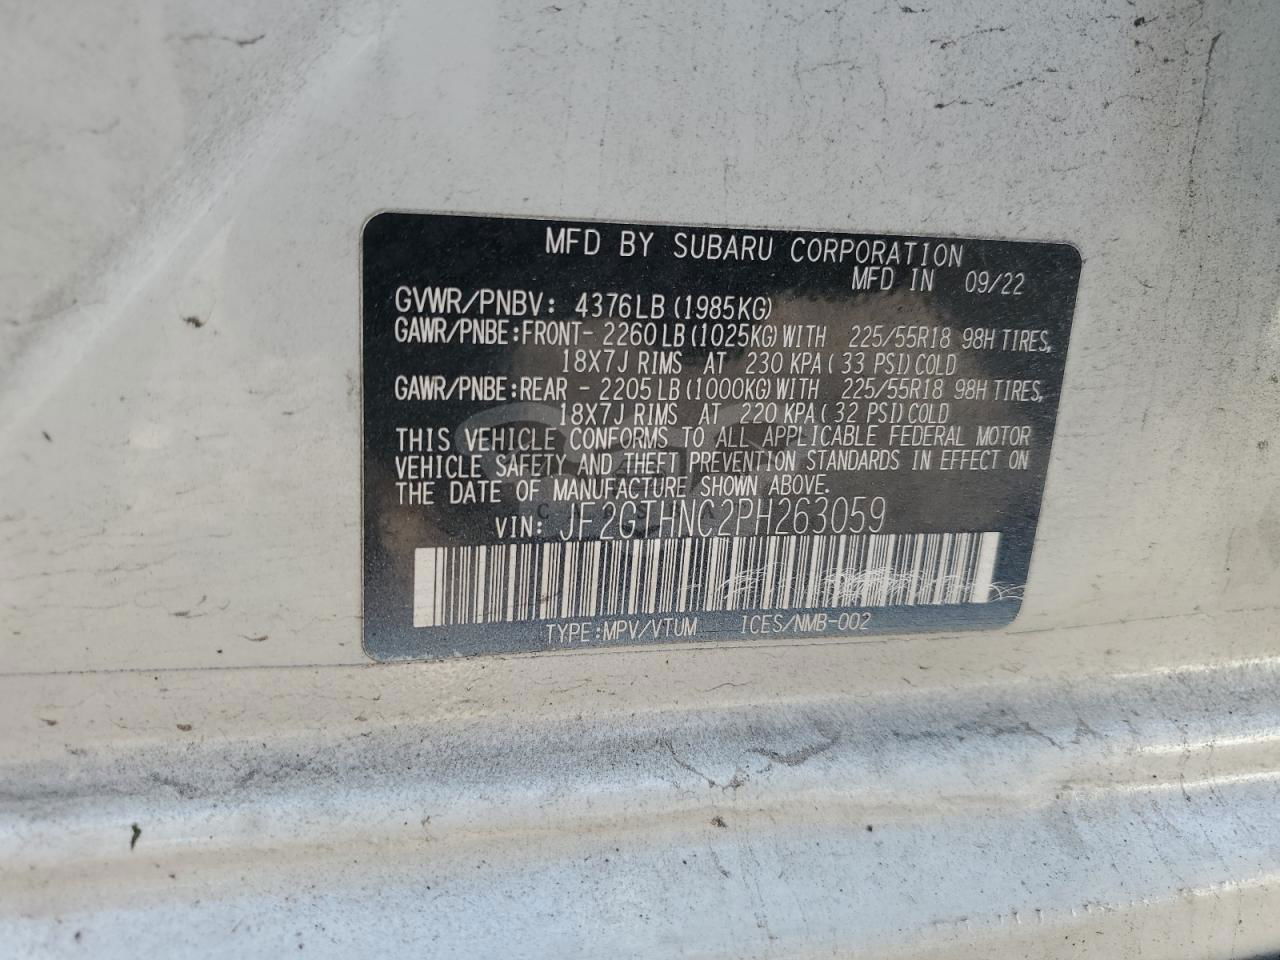 MFD BY SUBARU CORPORATION
MFD IN 09/22
GVWR/PNBV: 4376LB (1985KG)
GAWR/PNBE:FRONT- 2260LB (1025KG) WITH 225/55R18 98H TIRES,
18X7J RIMS AT 230 KPA ( 33 PSI) COLD
GAWR/PNBE:REAR - 2205LB (1000KG) WITH 225/55R18 98H TIRES,
18X7J RIMS AT 220 KPA ( 32 PSI) COLD
THIS VEHICLE CONFORMS TO ALL APPLICABLE FEDERAL MOTOR
VEHICLE SAFETY AND THEFT PREVENTION STANDARDS IN EFFECT ON
THE DATE OF MANUFACTURE SHOWN ABOVE.
VIN: JF2GTHNC2PH263059
TYPE:MPV/VTUM ICES/NMB-002